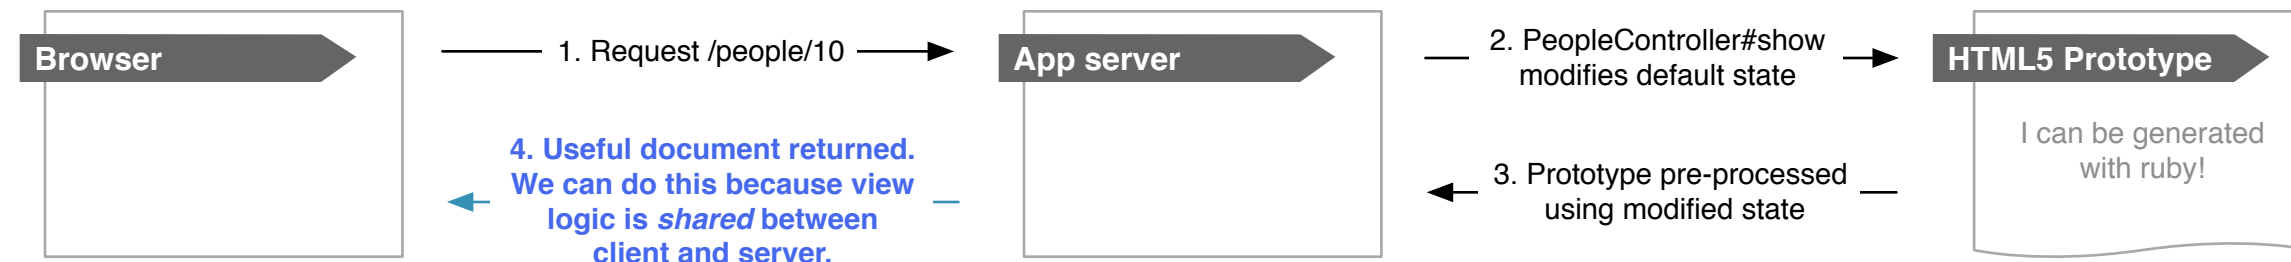 Browser
1. Request /people/10
App server
2. PeopleController#show
modifies default state
HTML5 Prototype
I can be generated
with ruby!
3. Prototype pre-processed
using modified state
4. Useful document returned.
We can do this because view
logic is shared between
client and server.